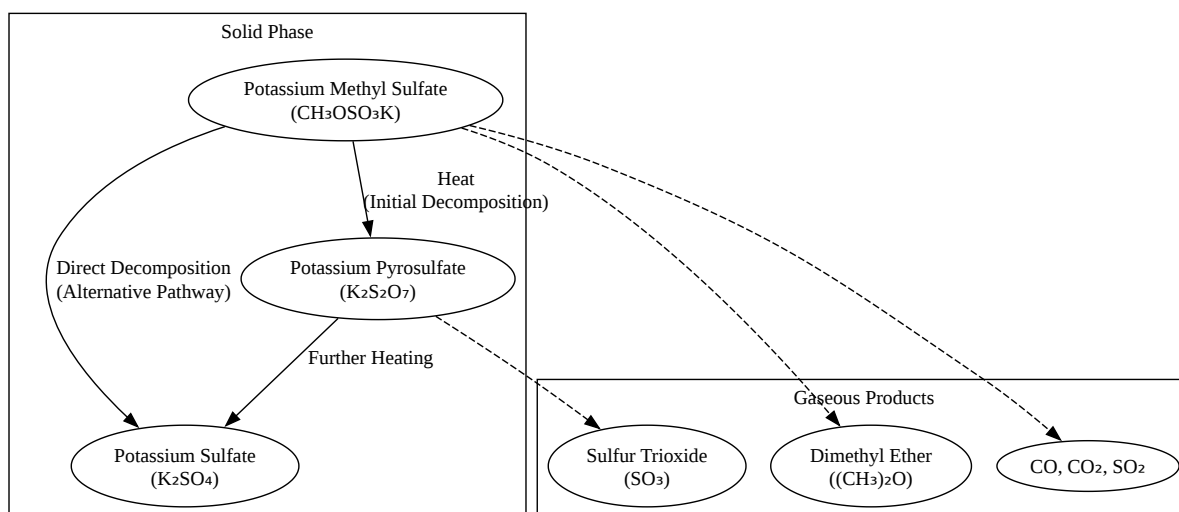 Solid Phase
Potassium Methyl Sulfate
(CH₃OSO₃K)
Heat
(Initial Decomposition)
Direct Decomposition
(Alternative Pathway)
Potassium Pyrosulfate
(K₂S₂O₇)
Further Heating
Potassium Sulfate
(K₂SO₄)
Gaseous Products
Sulfur Trioxide
(SO₃)
Dimethyl Ether
((CH₃)₂O)
CO, CO₂, SO₂